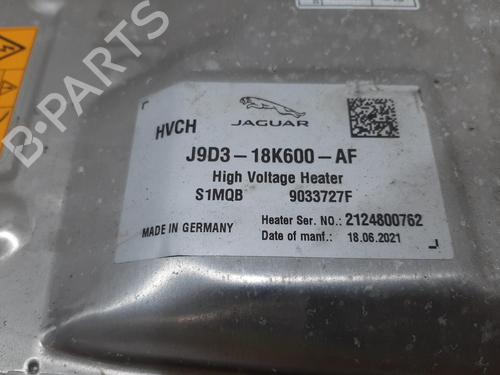 HVCH
JAGUAR
J9D3-18K600-AF
High Voltage Heater
S1MQB 9033727F
Heater Ser. NO.: 2124800762
MADE IN GERMANY
Date of manf.: 18.06.2021
B-PARTS